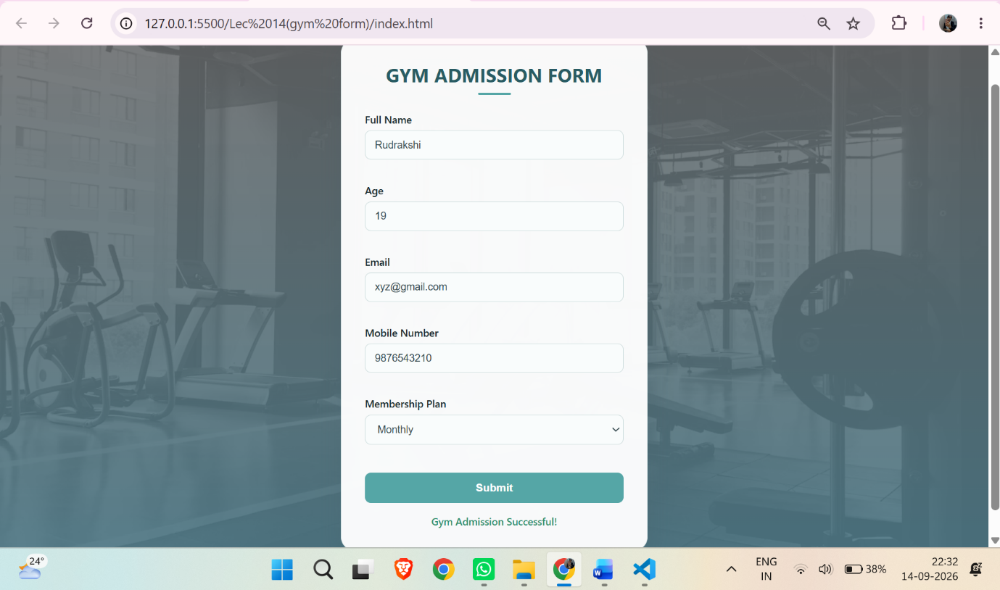 127.0.0.1:5500/Lec%2014(gym%20form)/index.html
GYM ADMISSION FORM
Full Name
Rudrakshi
Age
19
Email
xyz@gmail.com
Mobile Number
9876543210
Membership Plan
Monthly
Submit
Gym Admission Successful!
24°
ENG
IN
38%
22:32
14-09-2026